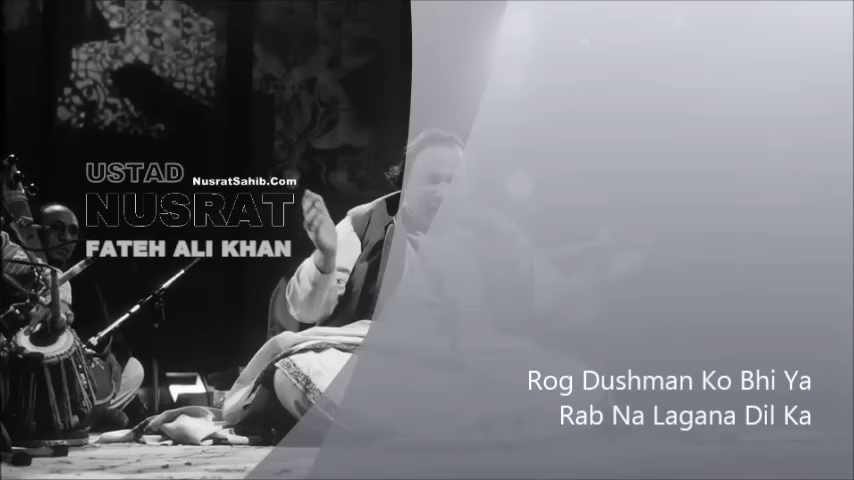 USTAD
NusratSahib.Com
NUSRAT
FATEH ALI KHAN
Rog Dushman Ko Bhi Ya
Rab Na Lagana Dil Ka